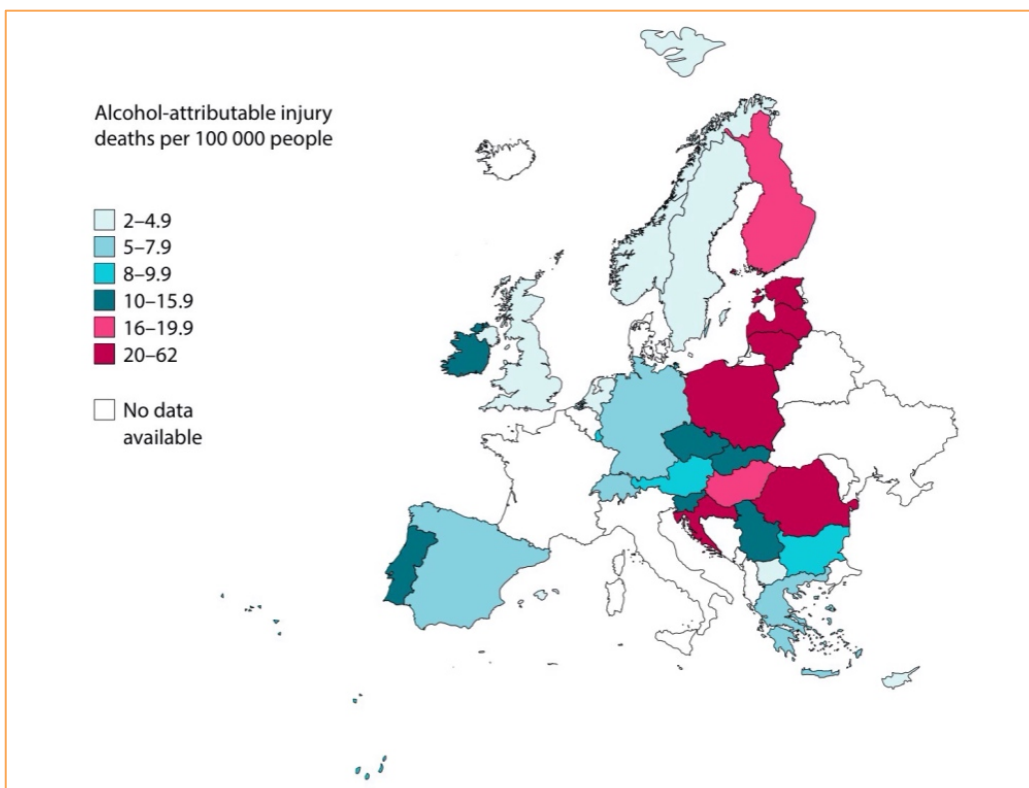 Alcohol-attributable injury
deaths per 100 000 people
2–4.9
5–7.9
8–9.9
10–15.9
16–19.9
20–62
No data
available